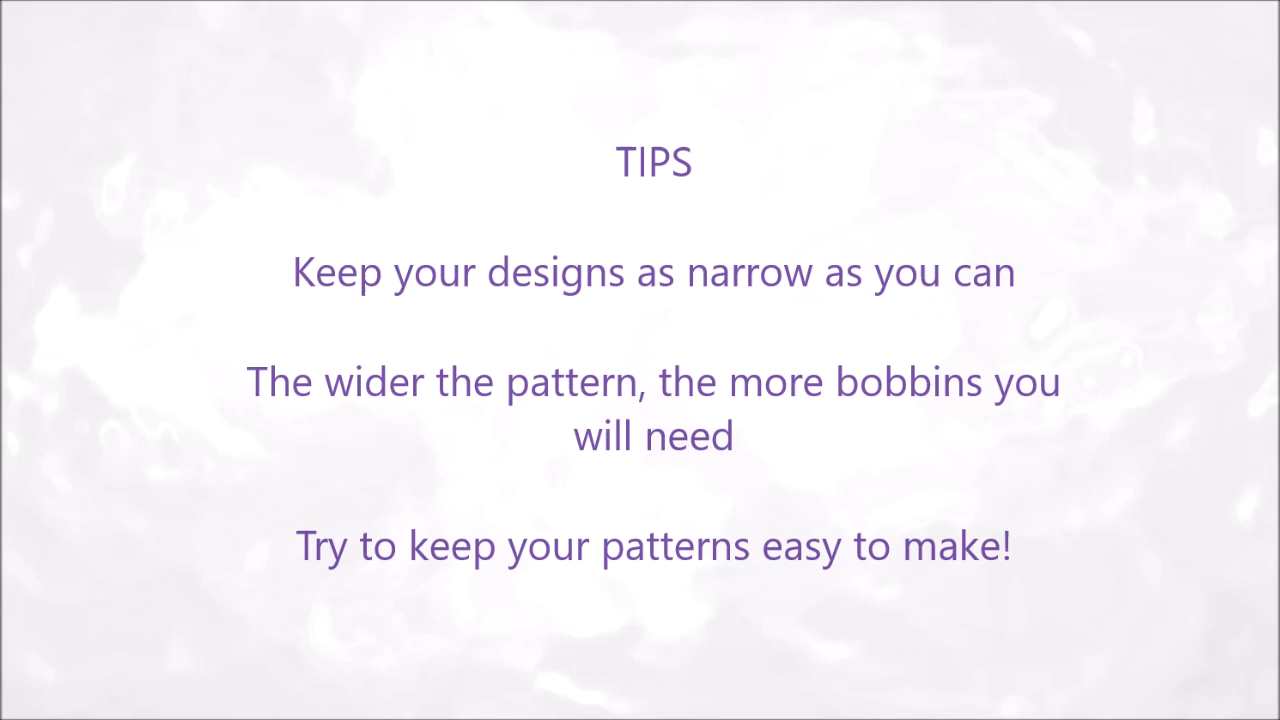 TIPS
Keep your designs as narrow as you can
The wider the pattern, the more bobbins you
will need
Try to keep your patterns easy to make!